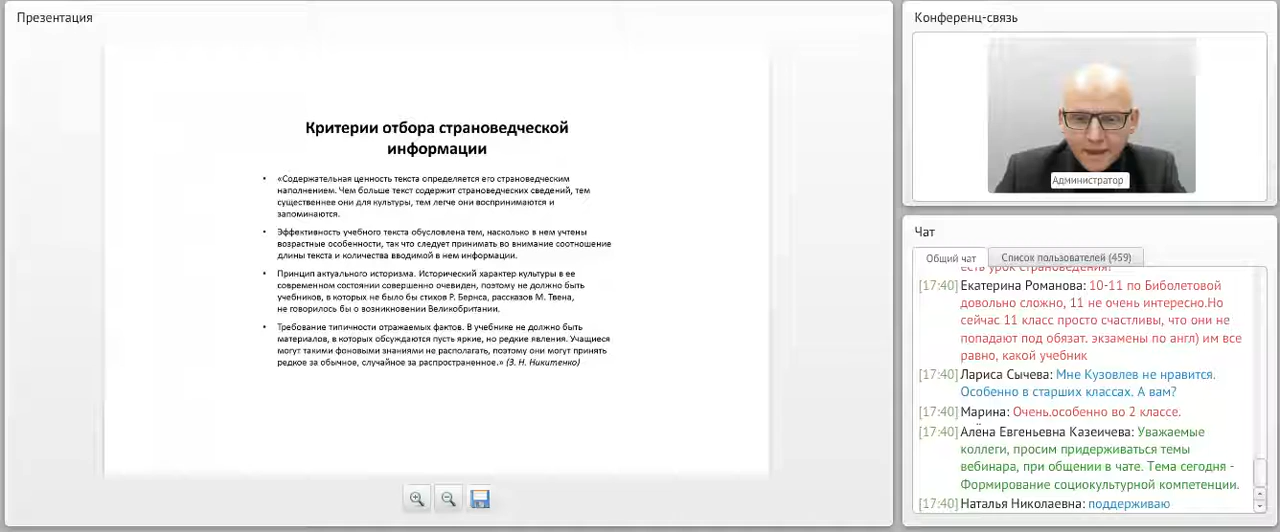 Презентация
Критерии отбора страноведческой
информации
• «Содержательная ценность текста определяется его страноведческим
наполнением. Чем больше текст содержит страноведческих сведений, тем
существеннее они для культуры, тем легче они воспринимаются и
запоминаются.
• Эффективность учебного текста обусловлена тем, насколько в нем учтены
возрастные особенности, так что следует принимать во внимание соотношение
длины текста и количества вводимой в нем информации.
• Принцип актуального историзма. Исторический характер культуры в ее
современном состоянии совершенно очевиден, поэтому не должно быть
учебников, в которых не было бы стихов Р. Бернса, рассказов М. Твена,
не говорилось бы о возникновении Великобритании.
• Требование типичности отражаемых фактов. В учебнике не должно быть
материалов, в которых обсуждаются пусть яркие, но редкие явления. Учащиеся
могут такими фоновыми знаниями не располагать, поэтому они могут принять
редкое за обычное, случайное за распространенное.» (З. Н. Никитенко)
Конференц-связь
Администратор
Чат
Общий чат
Список пользователей (459)
есть урок Страноведения?
[17:40] Екатерина Романова: 10-11 по Биболетовой
довольно сложно, 11 не очень интересно.Но
сейчас 11 класс просто счастливы, что они не
попадают под обязат. экзамены по англ) им все
равно, какой учебник
[17:40] Лариса Сычева: Мне Кузовлев не нравится.
Особенно в старших классах. А вам?
[17:40] Марина: Очень.особенно во 2 классе.
[17:40] Алёна Евгеньевна Казеичева: Уважаемые
коллеги, просим придерживаться темы
вебинара, при общении в чате. Тема сегодня -
Формирование социокультурной компетенции.
[17:40] Наталья Николаевна: поддерживаю